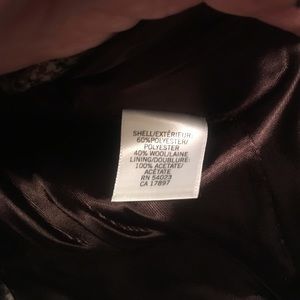 SHELL/EXTÉRIEUR:
60%POLYESTER/
POLYESTER
40% WOOL/LAINE
LINING/DOUBLURE:
100% ACETATE/
ACÉTATE
RN 54023
CA 17897